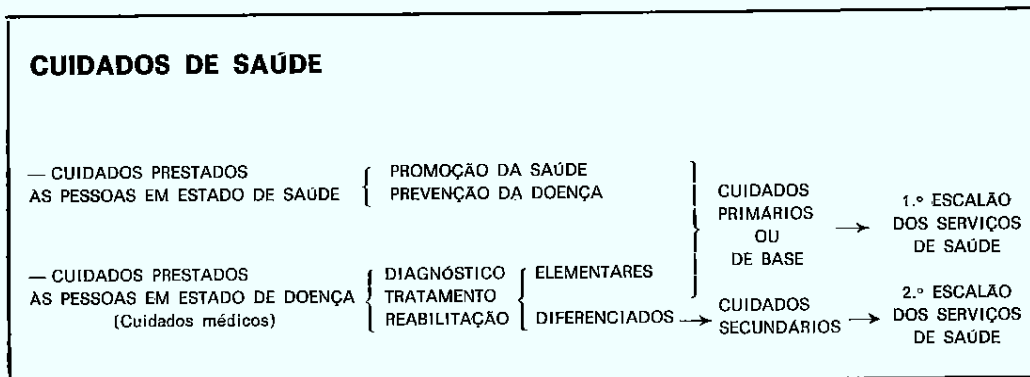 CUIDADOS DE SAÚDE
— CUIDADOS PRESTADOS
ÀS PESSOAS EM ESTADO DE SAÚDE
PROMOÇÃO DA SAÚDE
PREVENÇÃO DA DOENÇA
CUIDADOS
PRIMÁRIOS
OU
DE BASE
1.º ESCALÃO
DOS SERVIÇOS
DE SAÚDE
— CUIDADOS PRESTADOS
ÀS PESSOAS EM ESTADO DE DOENÇA
(Cuidados médicos)
DIAGNÓSTICO
TRATAMENTO
REABILITAÇÃO
ELEMENTARES
DIFERENCIADOS
CUIDADOS
SECUNDÁRIOS
2.º ESCALÃO
DOS SERVIÇOS
DE SAÚDE